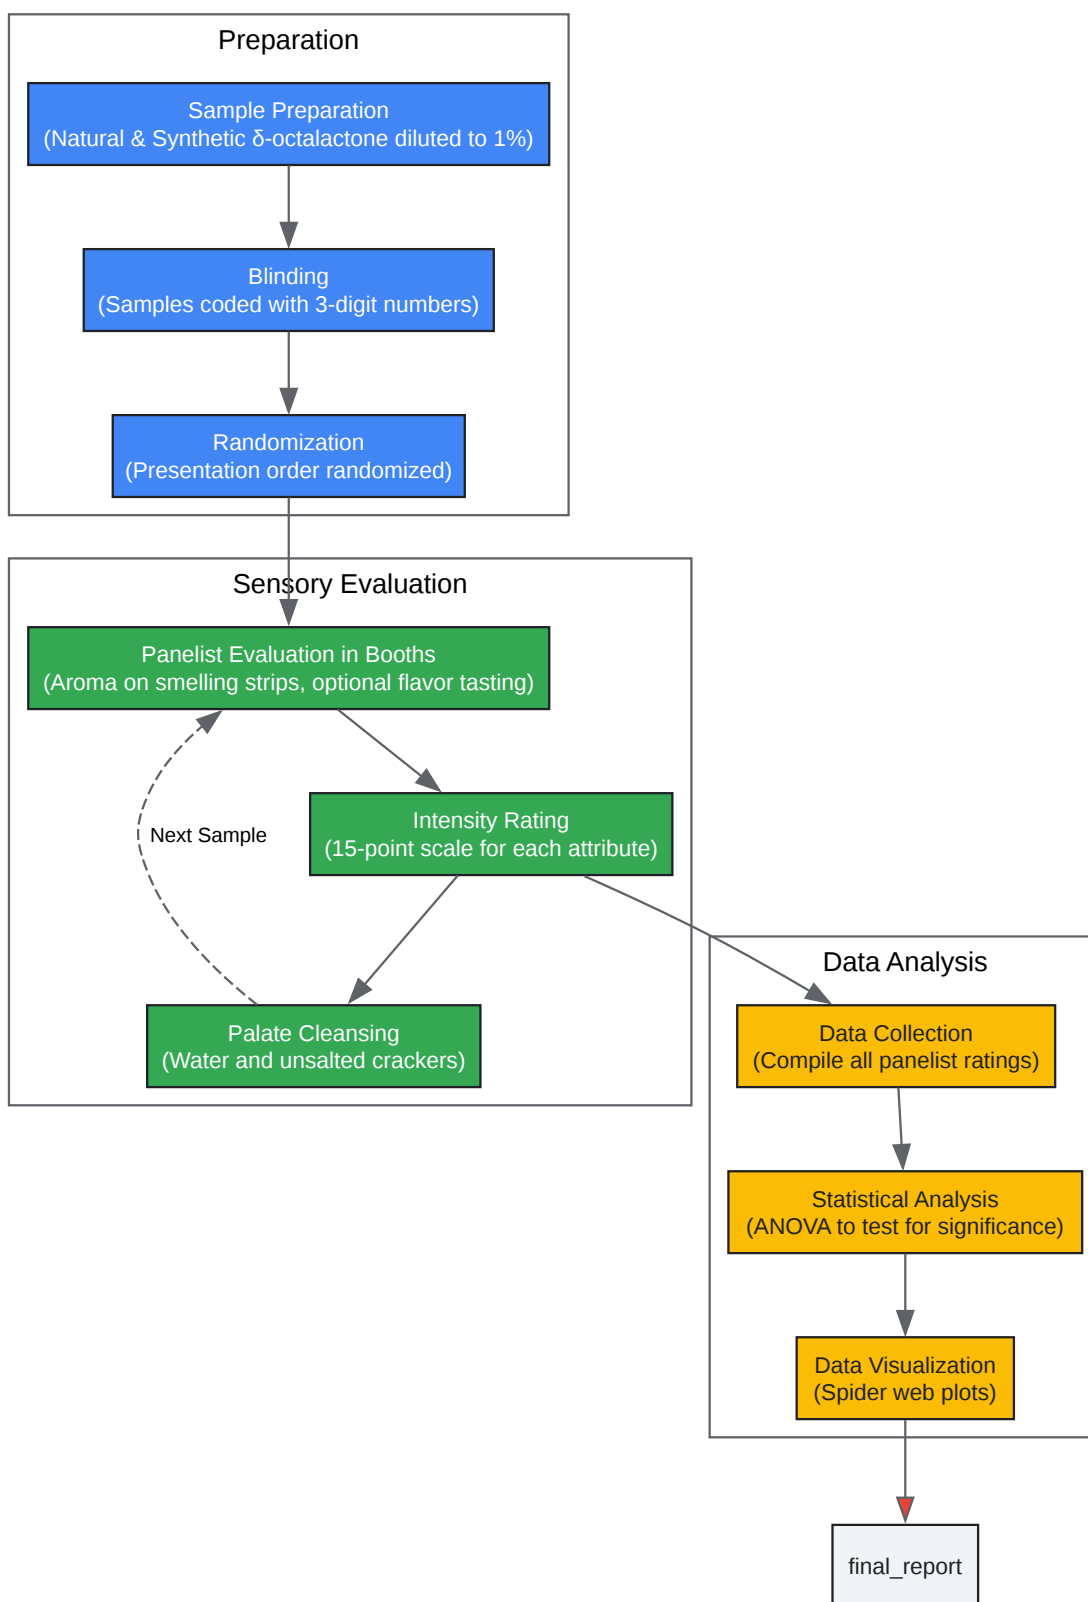 Preparation
Sample Preparation
(Natural & Synthetic δ-octalactone diluted to 1%)
Blinding
(Samples coded with 3-digit numbers)
Randomization
(Presentation order randomized)
Sensory Evaluation
Panelist Evaluation in Booths
(Aroma on smelling strips, optional flavor tasting)
Intensity Rating
(15-point scale for each attribute)
Next Sample
Palate Cleansing
(Water and unsalted crackers)
Data Analysis
Data Collection
(Compile all panelist ratings)
Statistical Analysis
(ANOVA to test for significance)
Data Visualization
(Spider web plots)
final_report